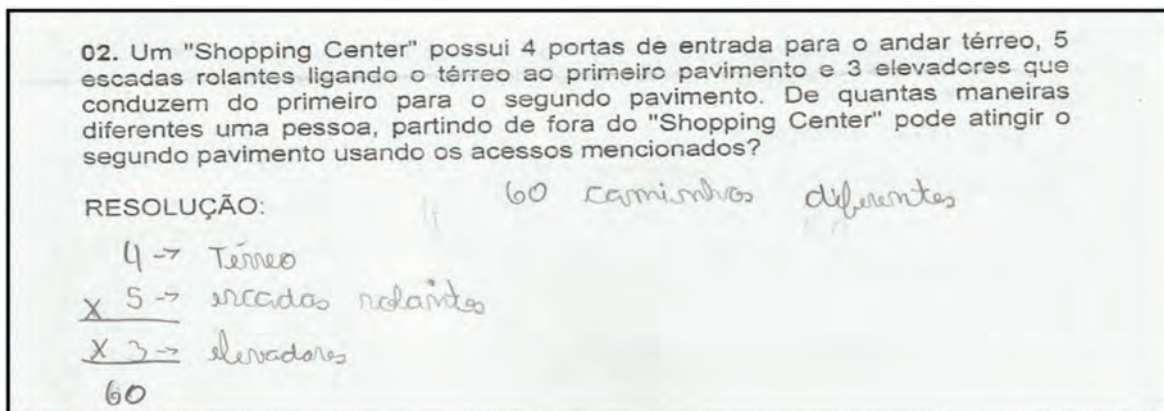 02. Um "Shopping Center" possui 4 portas de entrada para o andar térreo, 5
escadas rolantes ligando o térreo ao primeiro pavimento e 3 elevadores que
conduzem do primeiro para o segundo pavimento. De quantas maneiras
diferentes uma pessoa, partindo de fora do "Shopping Center" pode atingir o
segundo pavimento usando os acessos mencionados?
60 caminhos diferentes
RESOLUÇÃO:
4 -> Térreo
x 5 -> escadas rolantes
x 3 -> elevadores
60